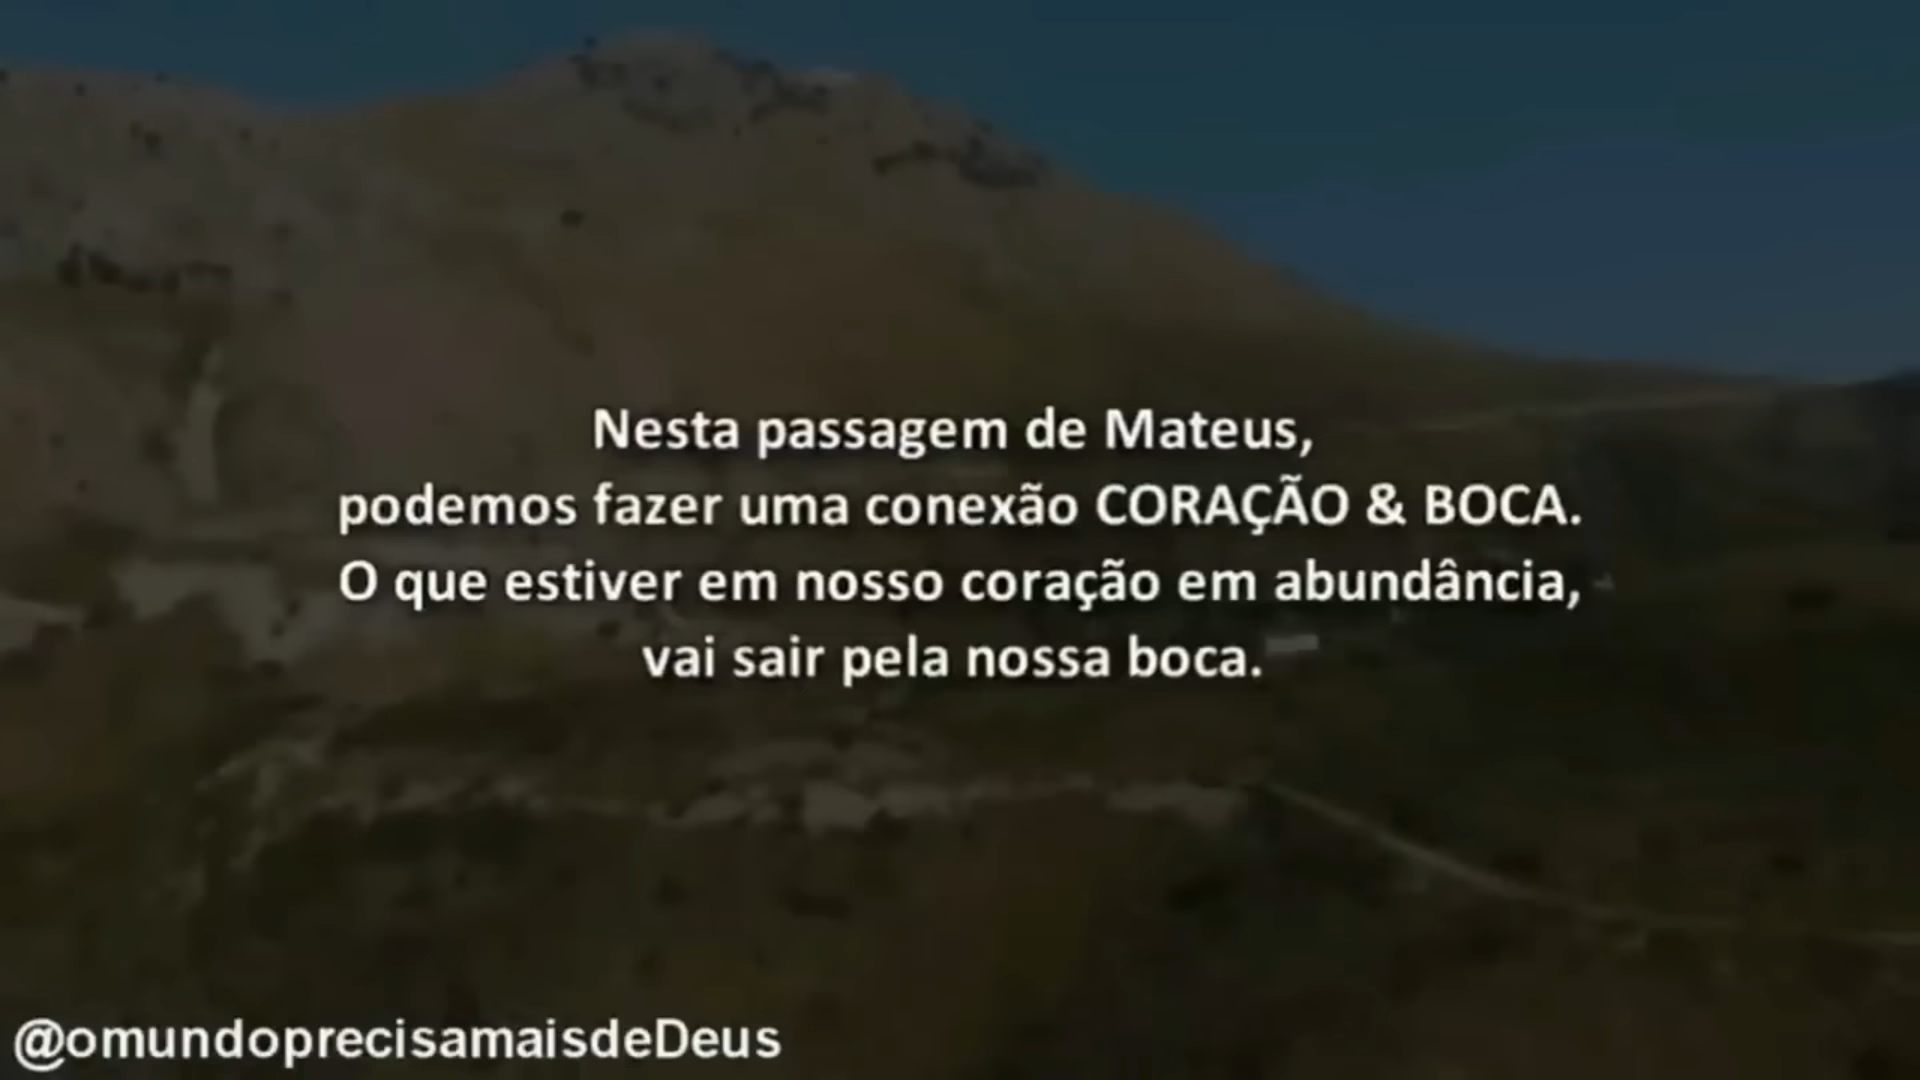 Nesta passagem de Mateus,
podemos fazer uma conexão CORAÇÃO & BOCA.
O que estiver em nosso coração em abundância,
vai sair pela nossa boca.
@omundoprecisamaisdeDeus